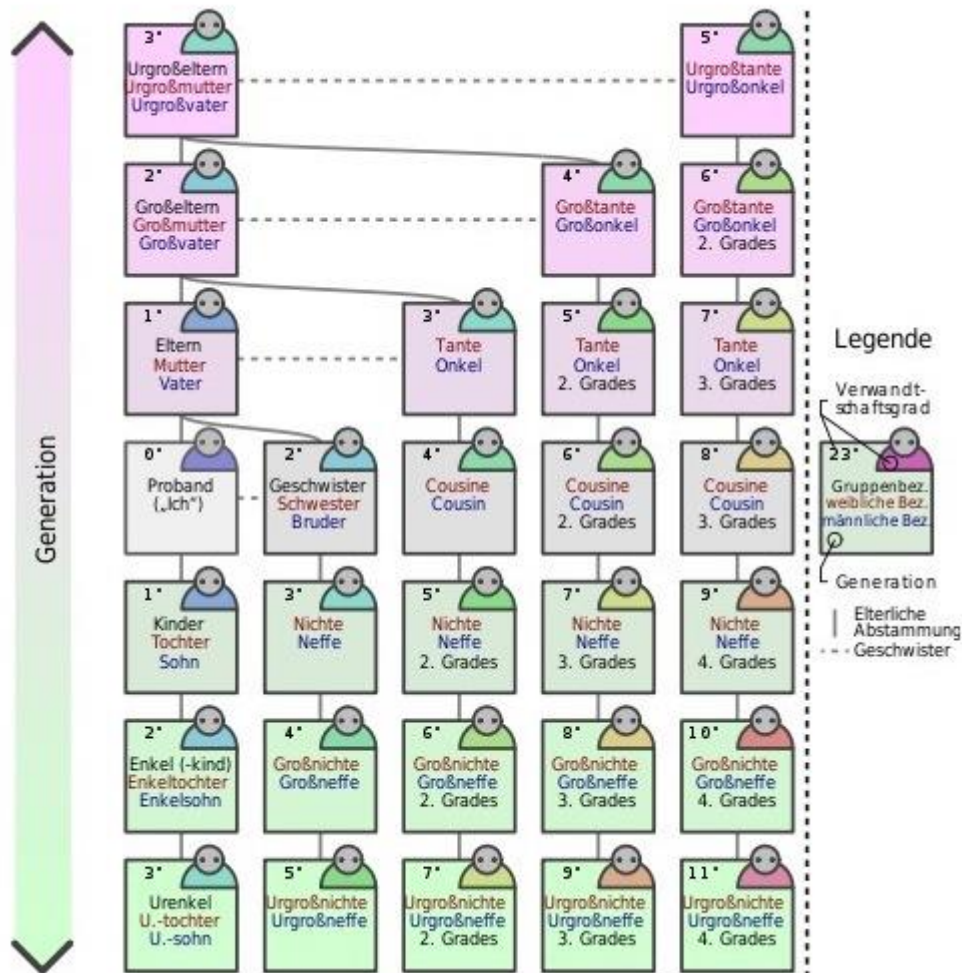 3°
Urgroßeltern
Urgroßmutter
Urgroßvater
5°
Urgroßtante
Urgroßonkel
2°
Großeltern
Großmutter
Großvater
4°
Großtante
Großonkel
6°
Großtante
Großonkel
2. Grades
1°
Eltern
Mutter
Vater
3°
Tante
Onkel
5°
Tante
Onkel
2. Grades
7°
Tante
Onkel
3. Grades
0°
Proband
(„Ich“)
2°
Geschwister
Schwester
Bruder
4°
Cousine
Cousin
6°
Cousine
Cousin
2. Grades
8°
Cousine
Cousin
3. Grades
1°
Kinder
Tochter
Sohn
3°
Nichte
Neffe
5°
Nichte
Neffe
2. Grades
7°
Nichte
Neffe
3. Grades
9°
Nichte
Neffe
4. Grades
2°
Enkel (-kind)
Enkeltochter
Enkelsohn
4°
Großnichte
Großneffe
6°
Großnichte
Großneffe
2. Grades
8°
Großnichte
Großneffe
3. Grades
10°
Großnichte
Großneffe
4. Grades
3°
Urenkel
U.-tochter
U.-sohn
5°
Urgroßnichte
Urgroßneffe
7°
Urgroßnichte
Urgroßneffe
2. Grades
9°
Urgroßnichte
Urgroßneffe
3. Grades
11°
Urgroßnichte
Urgroßneffe
4. Grades
Generation
Legende
Verwandt-
schaftsgrad
23°
Gruppenbez.
weibliche Bez.
männliche Bez.
Generation
Elterliche
Abstammung
Geschwister